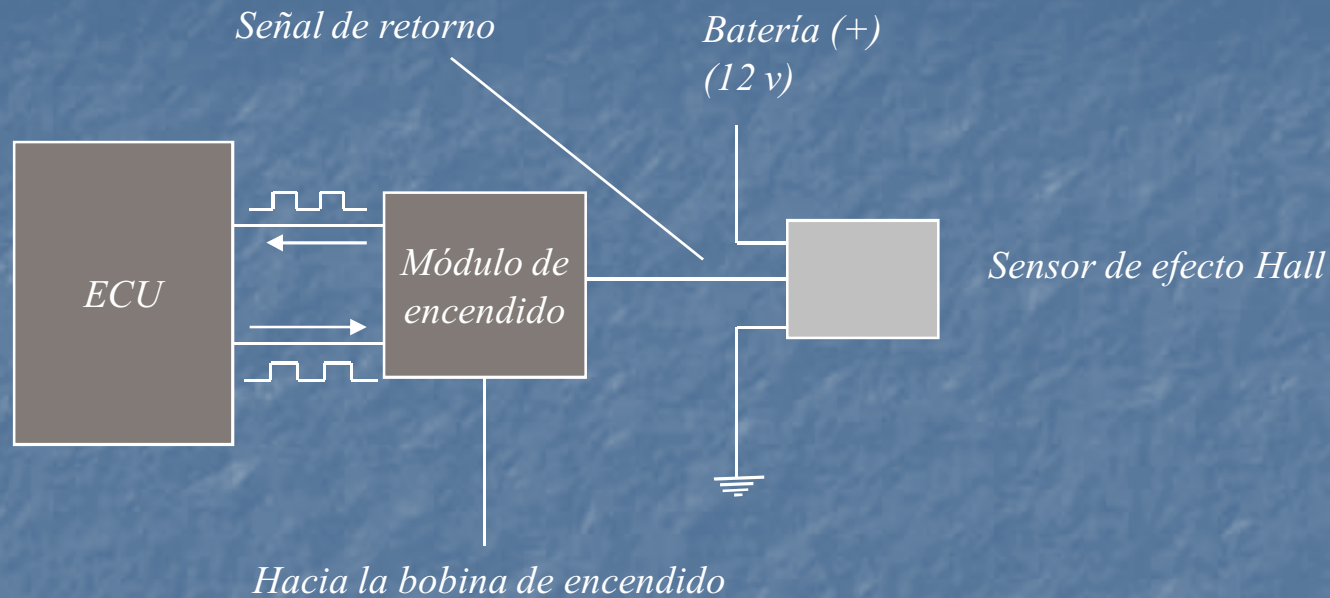 Señal de retorno
Batería (+)
(12 v)
ECU
Módulo de
encendido
Sensor de efecto Hall
Hacia la bobina de encendido